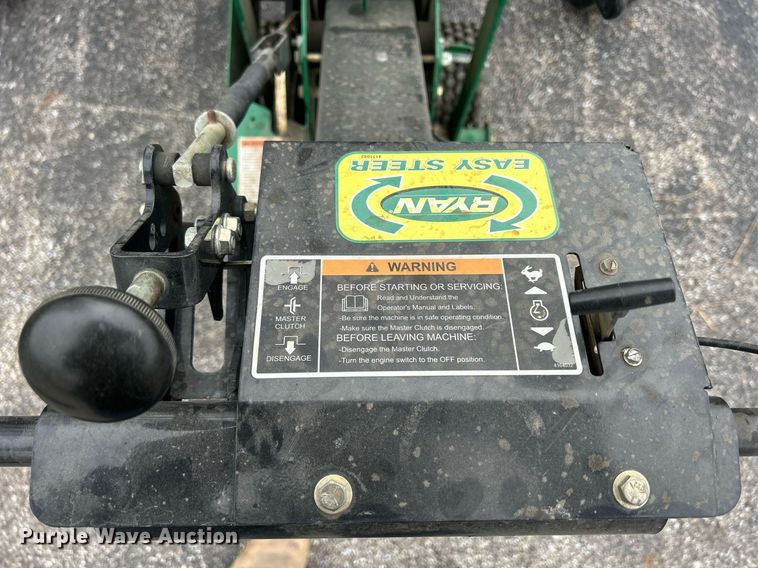 4171082
EASY STEER
RYAN
WARNING
BEFORE STARTING OR SERVICING:
Read and Understand the
Operator's Manual and Labels.
-Be sure the machine is in safe operating condition.
-Make sure the Master Clutch is disengaged.
BEFORE LEAVING MACHINE:
-Disengage the Master Clutch.
-Turn the engine switch to the OFF position.
ENGAGE
MASTER
CLUTCH
DISENGAGE
4164032
Purple Wave Auction